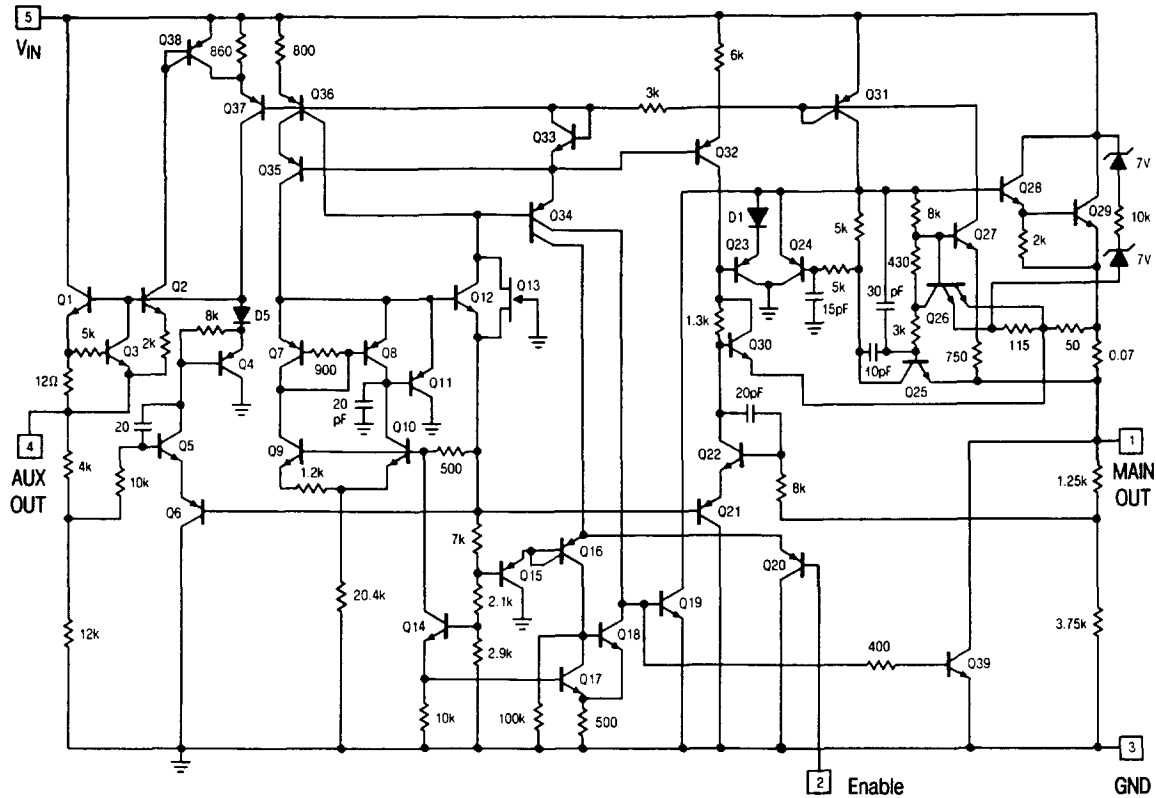 5
VIN
Q38
860
800
Q37
Q36
3k
6k
Q31
Q33
Q35
Q32
Q34
7V
Q28
Q29
10k
7V
2k
D1
Q23
Q24
5k
5k
15pF
8k
430
Q27
30
pF
Q26
3k
750
115
50
0.07
10pF
Q25
Q1
Q2
5k
Q3
2k
8k
D5
Q4
12Ω
Q7
900
Q8
20
pF
Q11
Q12
Q13
1.3k
Q30
20pF
4
AUX
OUT
20
Q5
4k
10k
Q6
Q9
1.2k
Q10
500
Q22
8k
Q21
1
MAIN
OUT
1.25k
7k
Q15
Q16
2.1k
20.4k
Q14
2.9k
Q18
Q17
Q19
Q20
12k
10k
100k
500
400
Q39
3.75k
2
Enable
3
GND